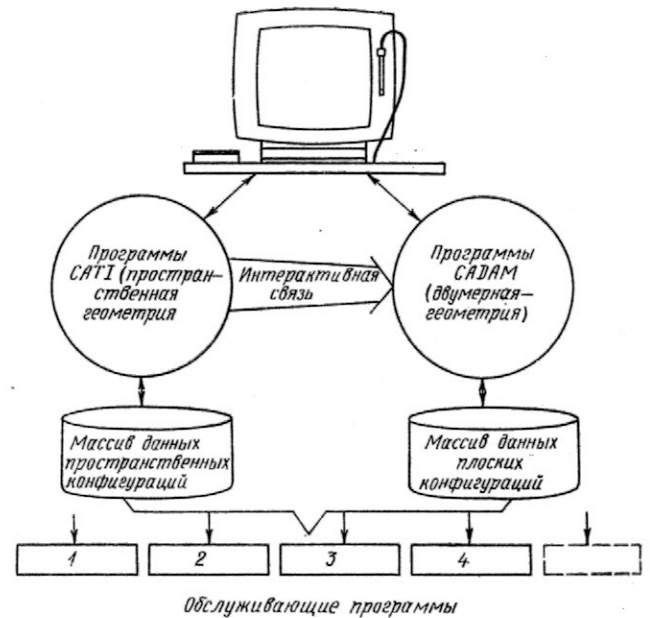 Программы
CATI (простран-
ственная
геометрия
Интерактивная
связь
Программы
CADAM
(двумерная-
геометрия)
Массив данных
пространственных
конфигураций
Массив данных
плоских
конфигураций
1
2
3
4
Обслуживающие программы